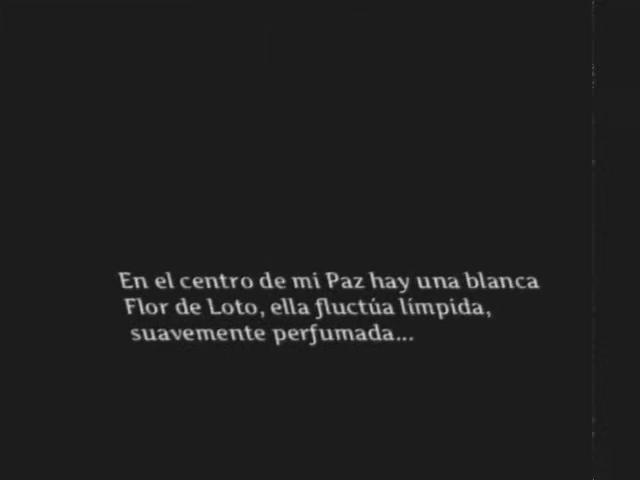 En el centro de mi Paz hay una blanca
Flor de Loto, ella fluctúa límpida,
suavemente perfumada...